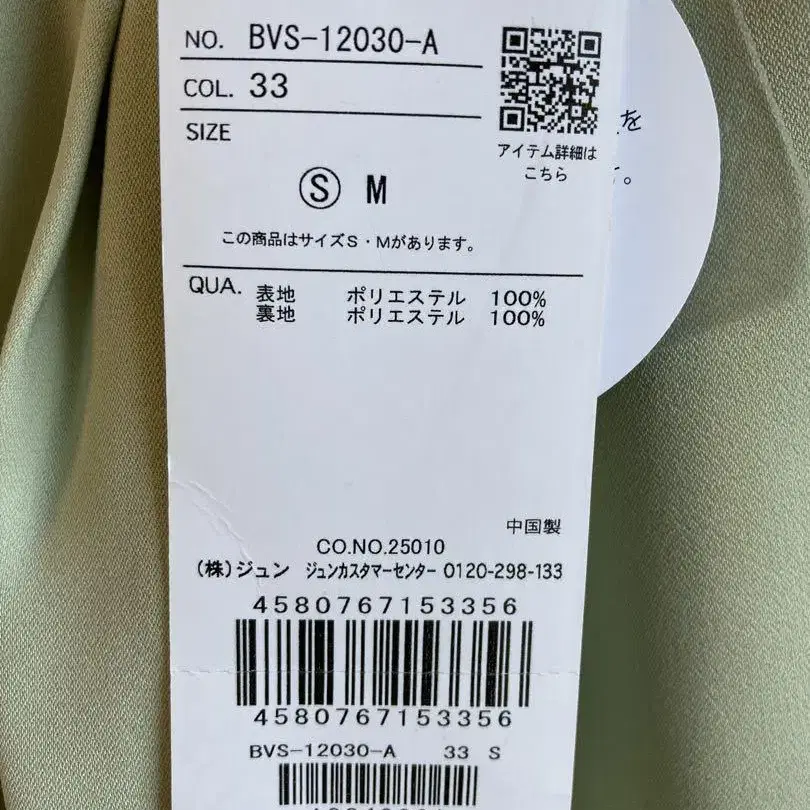 NO. BVS-12030-A
COL. 33
SIZE
アイテム詳細は
こちら
を
。
Ⓢ M
この商品はサイズS・Mがあります。
QUA. 表地 ポリエステル 100%
裏地 ポリエステル 100%
中国製
CO.NO.25010
(株)ジュン ジュンカスタマーセンター 0120-298-133
4580767153356
4580767153356
BVS-12030-A 33 S